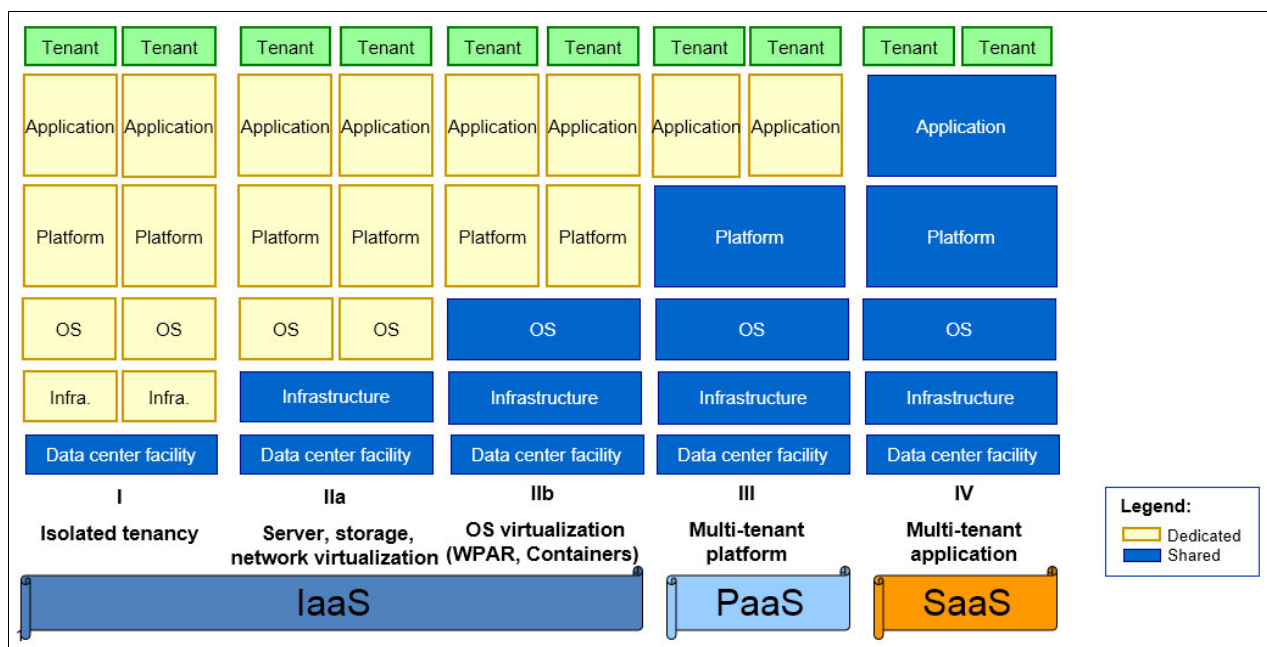 Tenant Tenant Tenant Tenant Tenant Tenant Tenant Tenant Tenant Tenant
Application Application Application Application Application Application Application Application Application
Platform Platform Platform Platform Platform Platform Platform Platform
OS OS OS OS OS OS OS
Infra. Infra. Infrastructure Infrastructure Infrastructure Infrastructure
Data center facility Data center facility Data center facility Data center facility Data center facility
I IIa IIb III IV
Isolated tenancy
Server, storage,
network virtualization
OS virtualization
(WPAR, Containers)
Multi-tenant
platform
Multi-tenant
application
Legend:
Dedicated
Shared
IaaS PaaS SaaS